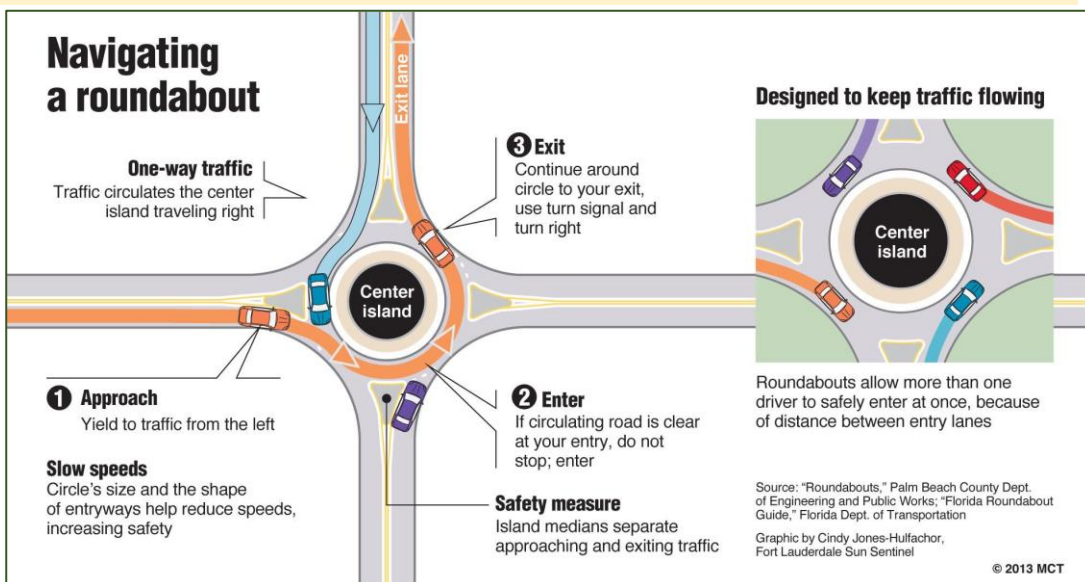 Navigating
a roundabout
One-way traffic
Traffic circulates the center
island traveling right
Exit lane
3 Exit
Continue around
circle to your exit,
use turn signal and
turn right
Center
island
1 Approach
Yield to traffic from the left
Slow speeds
Circle's size and the shape
of entryways help reduce speeds,
increasing safety
2 Enter
If circulating road is clear
at your entry, do not
stop; enter
Safety measure
Island medians separate
approaching and exiting traffic
Designed to keep traffic flowing
Center
island
Roundabouts allow more than one
driver to safely enter at once, because
of distance between entry lanes
Source: “Roundabouts,” Palm Beach County Dept.
of Engineering and Public Works; “Florida Roundabout
Guide,” Florida Dept. of Transportation
Graphic by Cindy Jones-Hulfachor,
Fort Lauderdale Sun Sentinel
© 2013 MCT